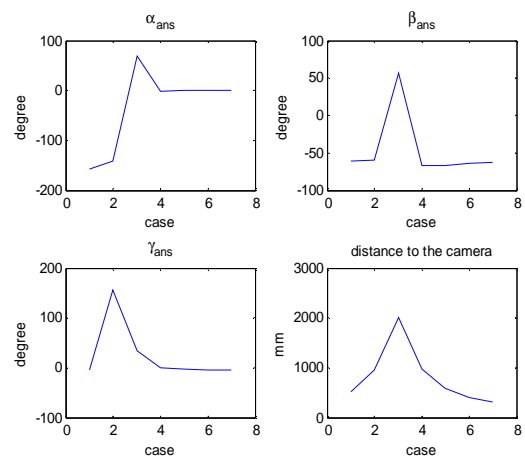 α_ans
100
0
-100
-200
degree
0 2 4 6 8
case
β_ans
100
50
0
-50
-100
degree
0 2 4 6 8
case
γ_ans
200
100
0
-100
degree
0 2 4 6 8
case
distance to the camera
3000
2000
1000
0
mm
0 2 4 6 8
case